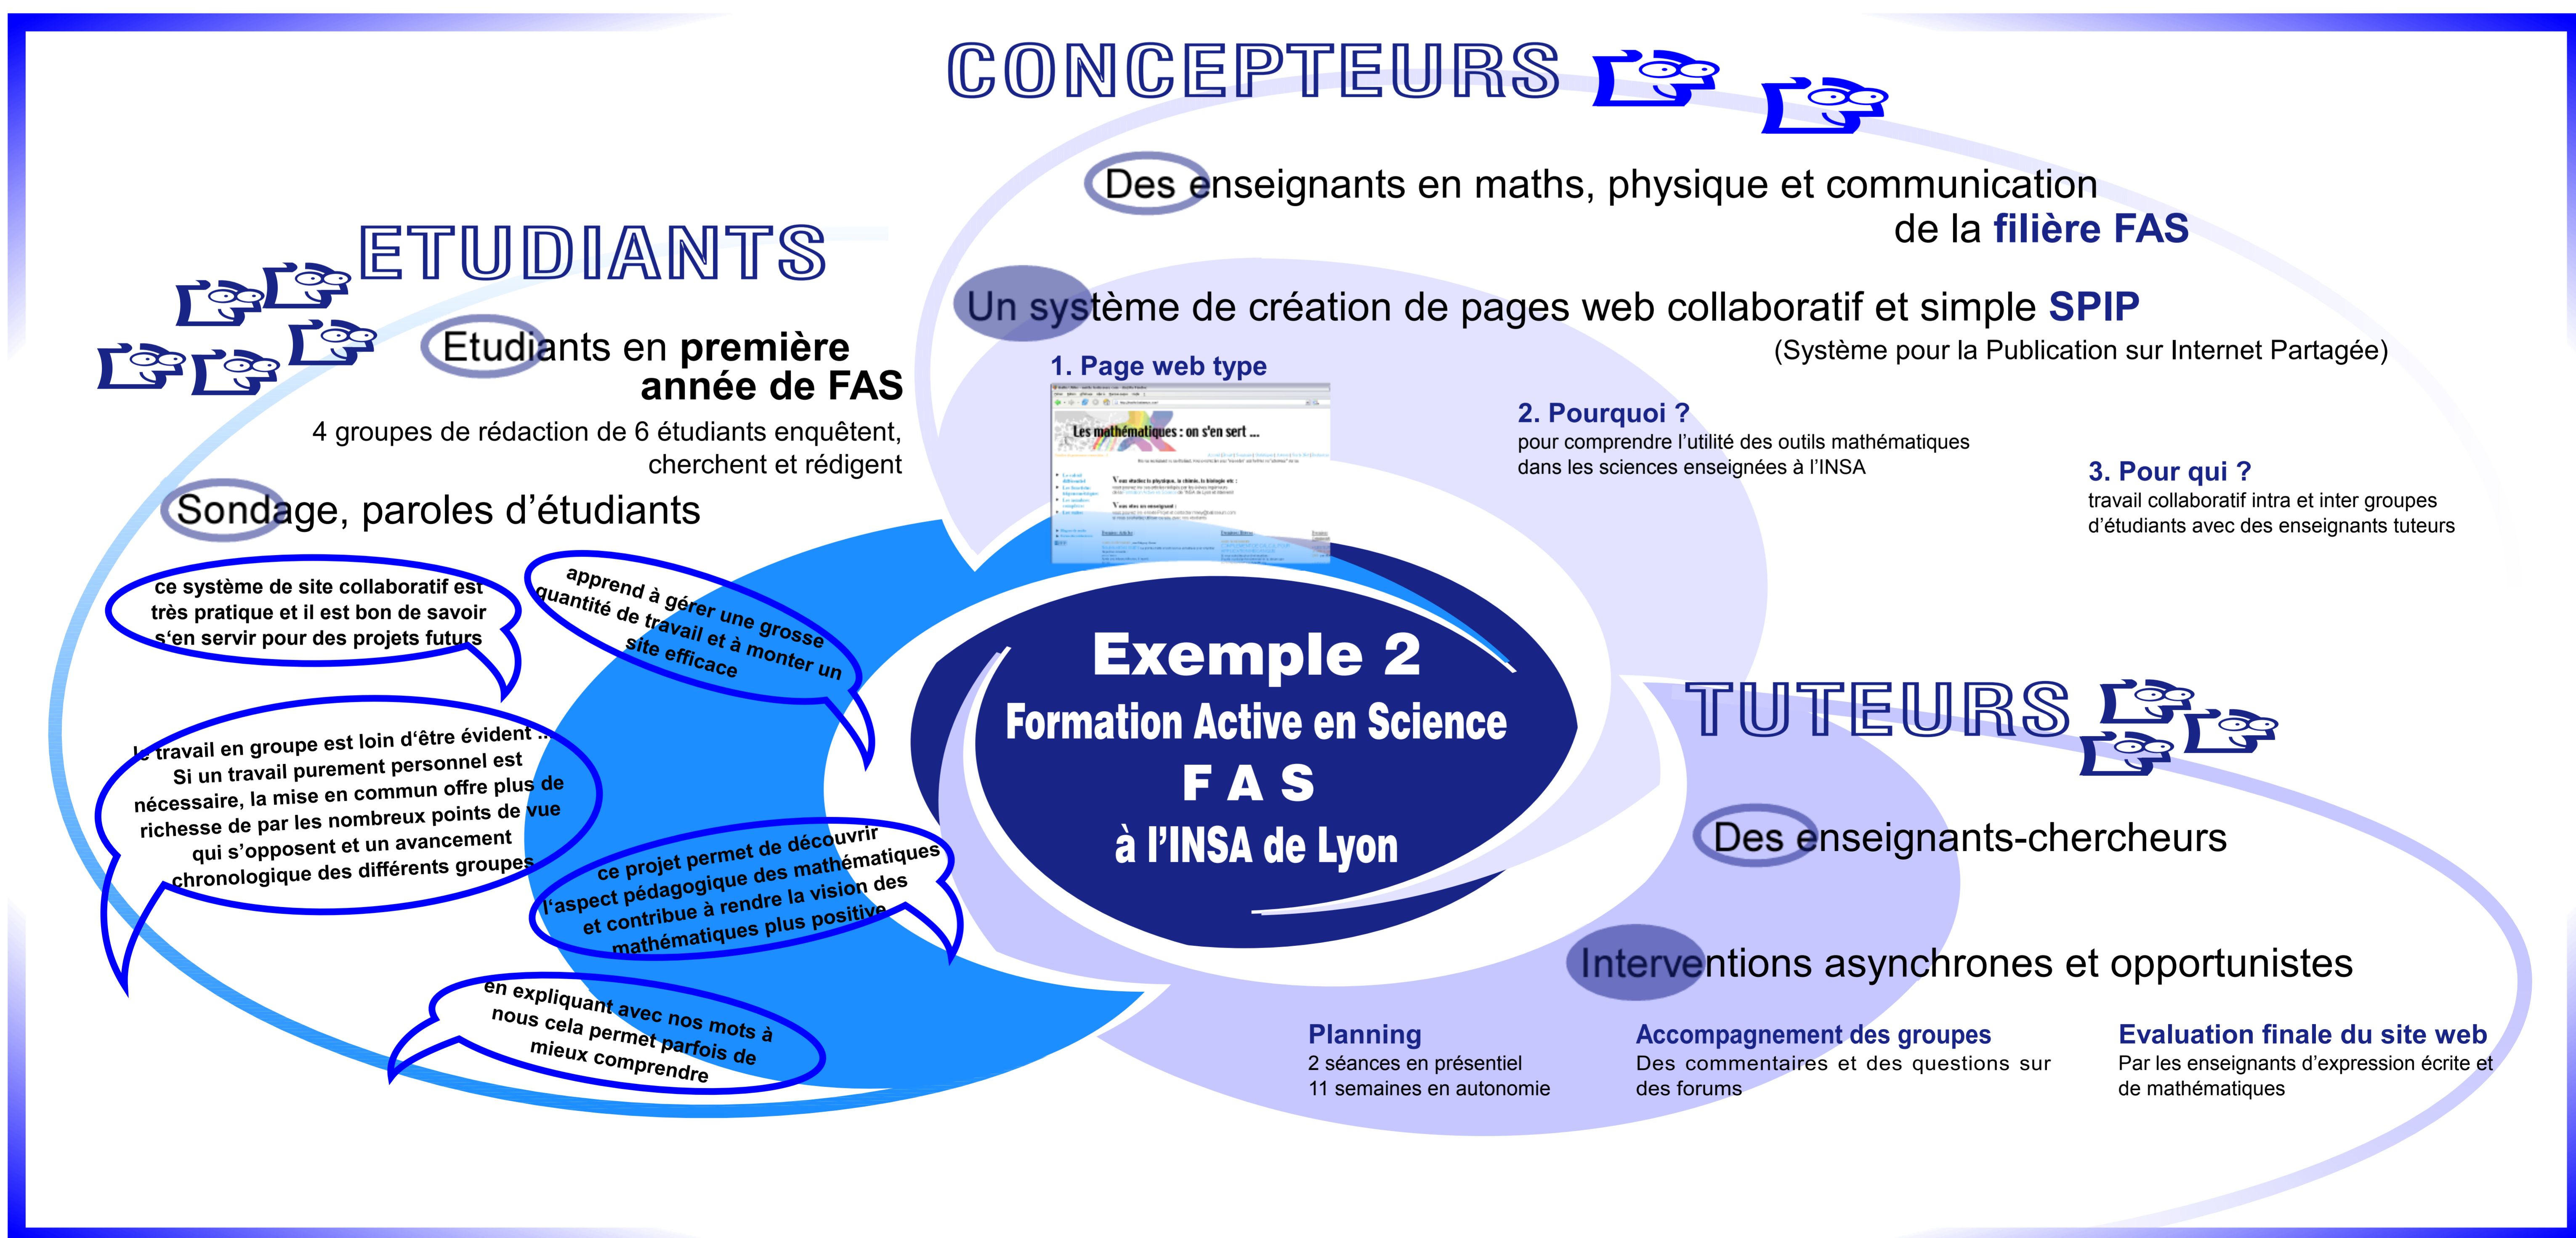 CONCEPTEURS
Des enseignants en maths, physique et communication
de la filière FAS
Un système de création de pages web collaboratif et simple SPIP
(Système pour la Publication sur Internet Partagée)
1. Page web type
Les mathématiques : on s'en sert ...
2. Pourquoi ?
pour comprendre l'utilité des outils mathématiques
dans les sciences enseignées à l'INSA
3. Pour qui ?
travail collaboratif intra et inter groupes
d'étudiants avec des enseignants tuteurs
ETUDIANTS
Etudiants en première
année de FAS
4 groupes de rédaction de 6 étudiants enquêtent,
cherchent et rédigent
Sondage, paroles d'étudiants
ce système de site collaboratif est
très pratique et il est bon de savoir
s'en servir pour des projets futurs
apprend à gérer une grosse
quantité de travail et à monter un
site efficace
le travail en groupe est loin d'être évident ...
Si un travail purement personnel est
nécessaire, la mise en commun offre plus de
richesse de par les nombreux points de vue
qui s'opposent et un avancement
chronologique des différents groupes
ce projet permet de découvrir
l'aspect pédagogique des mathématiques
et contribue à rendre la vision des
mathématiques plus positive
en expliquant avec nos mots à
nous cela permet parfois de
mieux comprendre
Exemple 2
Formation Active en Science
F A S
à l'INSA de Lyon
TUTEURS
Des enseignants-chercheurs
Interventions asynchrones et opportunistes
Planning
2 séances en présentiel
11 semaines en autonomie
Accompagnement des groupes
Des commentaires et des questions sur
des forums
Evaluation finale du site web
Par les enseignants d'expression écrite et
de mathématiques